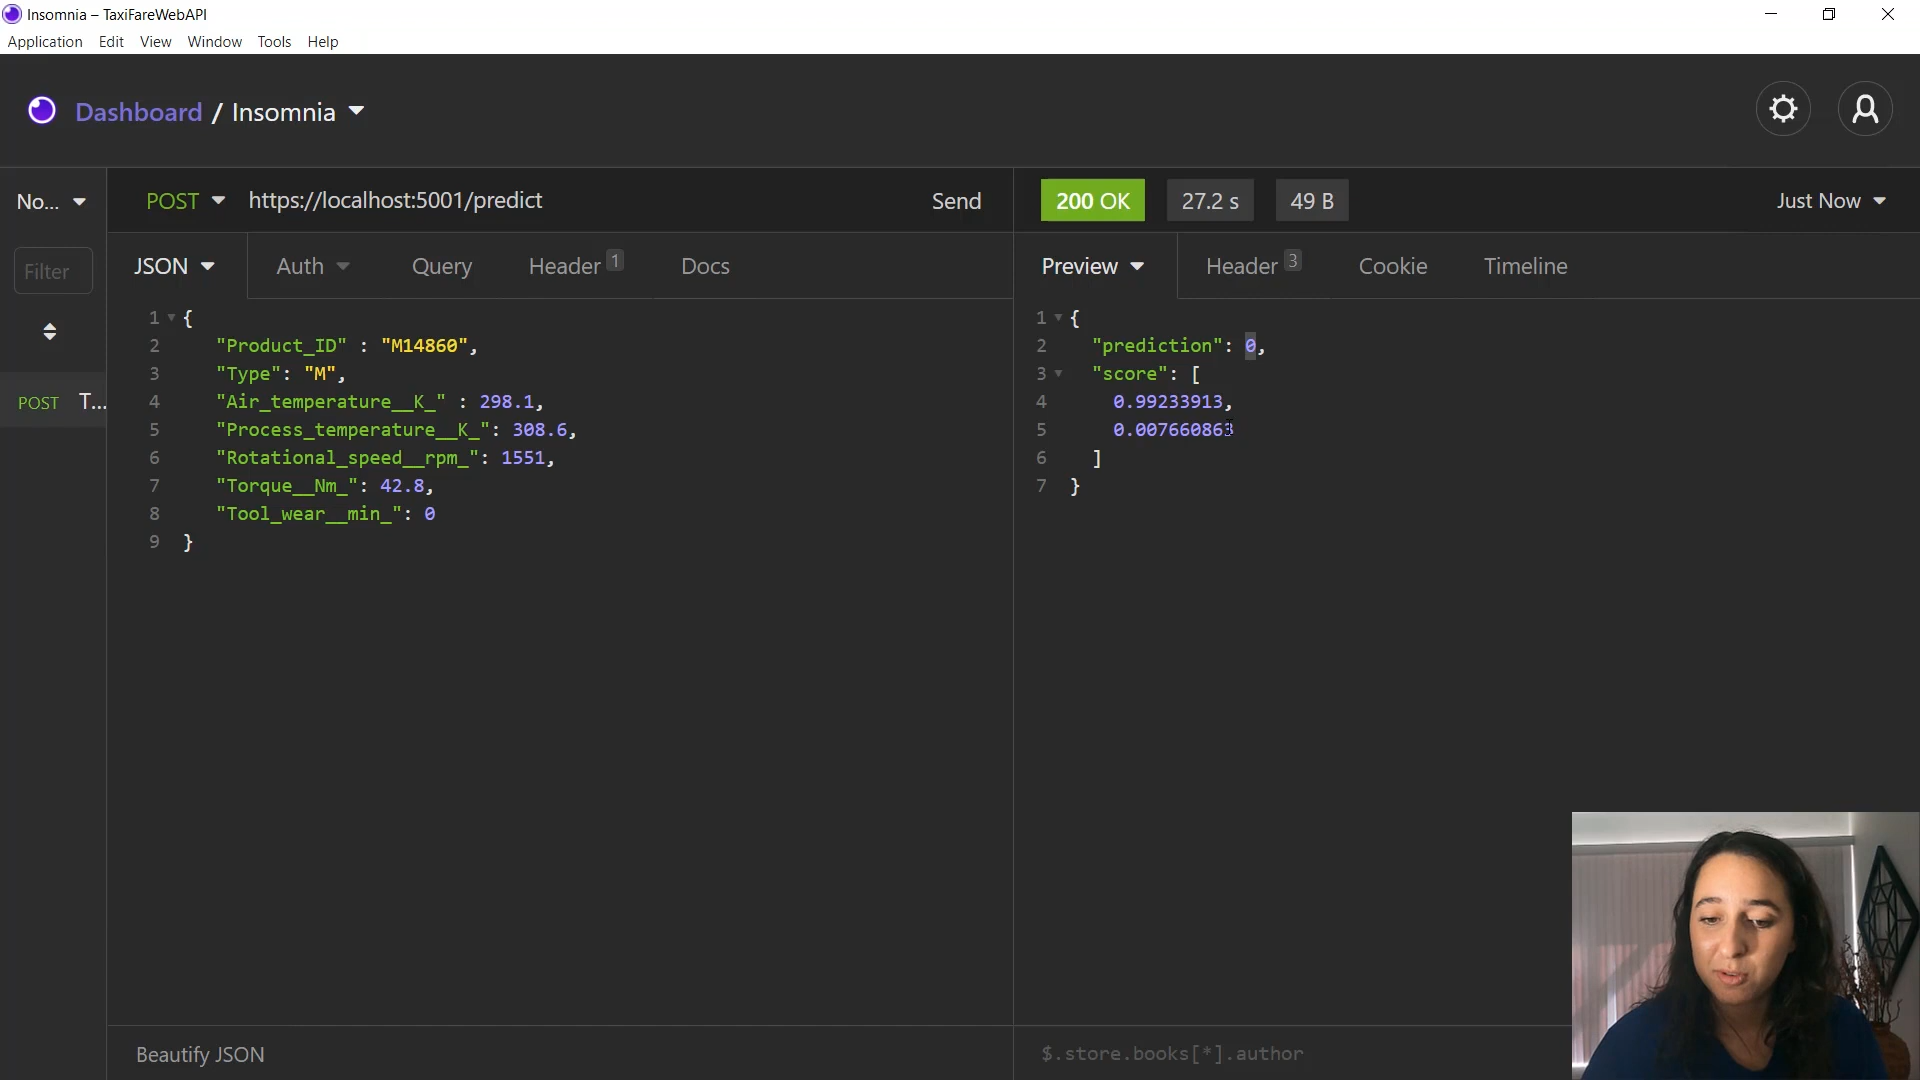 Insomnia – TaxiFareWebAPI
Application Edit View Window Tools Help
Dashboard / Insomnia
No...
POST https://localhost:5001/predict Send
200 OK 27.2 s 49 B Just Now
Filter
JSON Auth Query Header 1 Docs
Preview Header 3 Cookie Timeline
POST T...
1 {
2 "Product_ID" : "M14860",
3 "Type": "M",
4 "Air_temperature__K_" : 298.1,
5 "Process_temperature__K_": 308.6,
6 "Rotational_speed__rpm_": 1551,
7 "Torque__Nm_": 42.8,
8 "Tool_wear__min_": 0
9 }
1 {
2 "prediction": 0,
3 "score": [
4 0.99233913,
5 0.007660863
6 ]
7 }
Beautify JSON
$.store.books[*].author